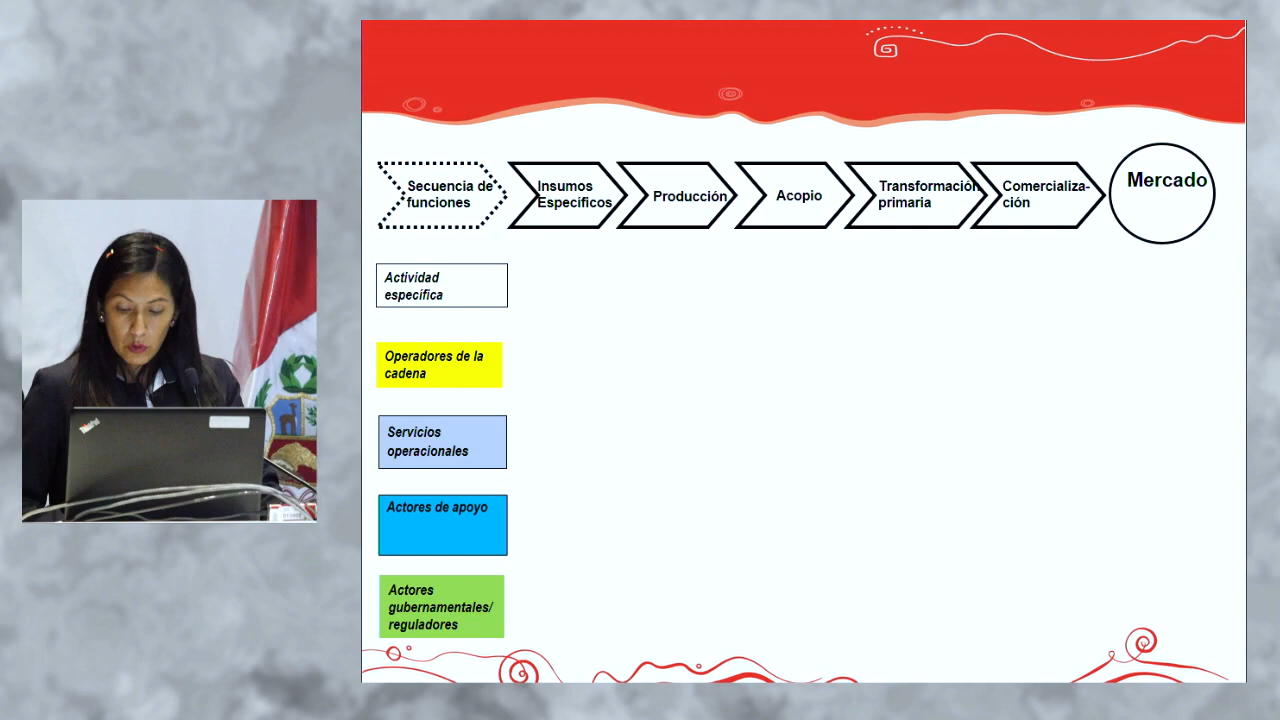 Secuencia de
funciones
Insumos
Específicos
Producción
Acopio
Transformación
primaria
Comercializa-
ción
Mercado
Actividad
específica
Operadores de la
cadena
Servicios
operacionales
Actores de apoyo
Actores
gubernamentales/
reguladores